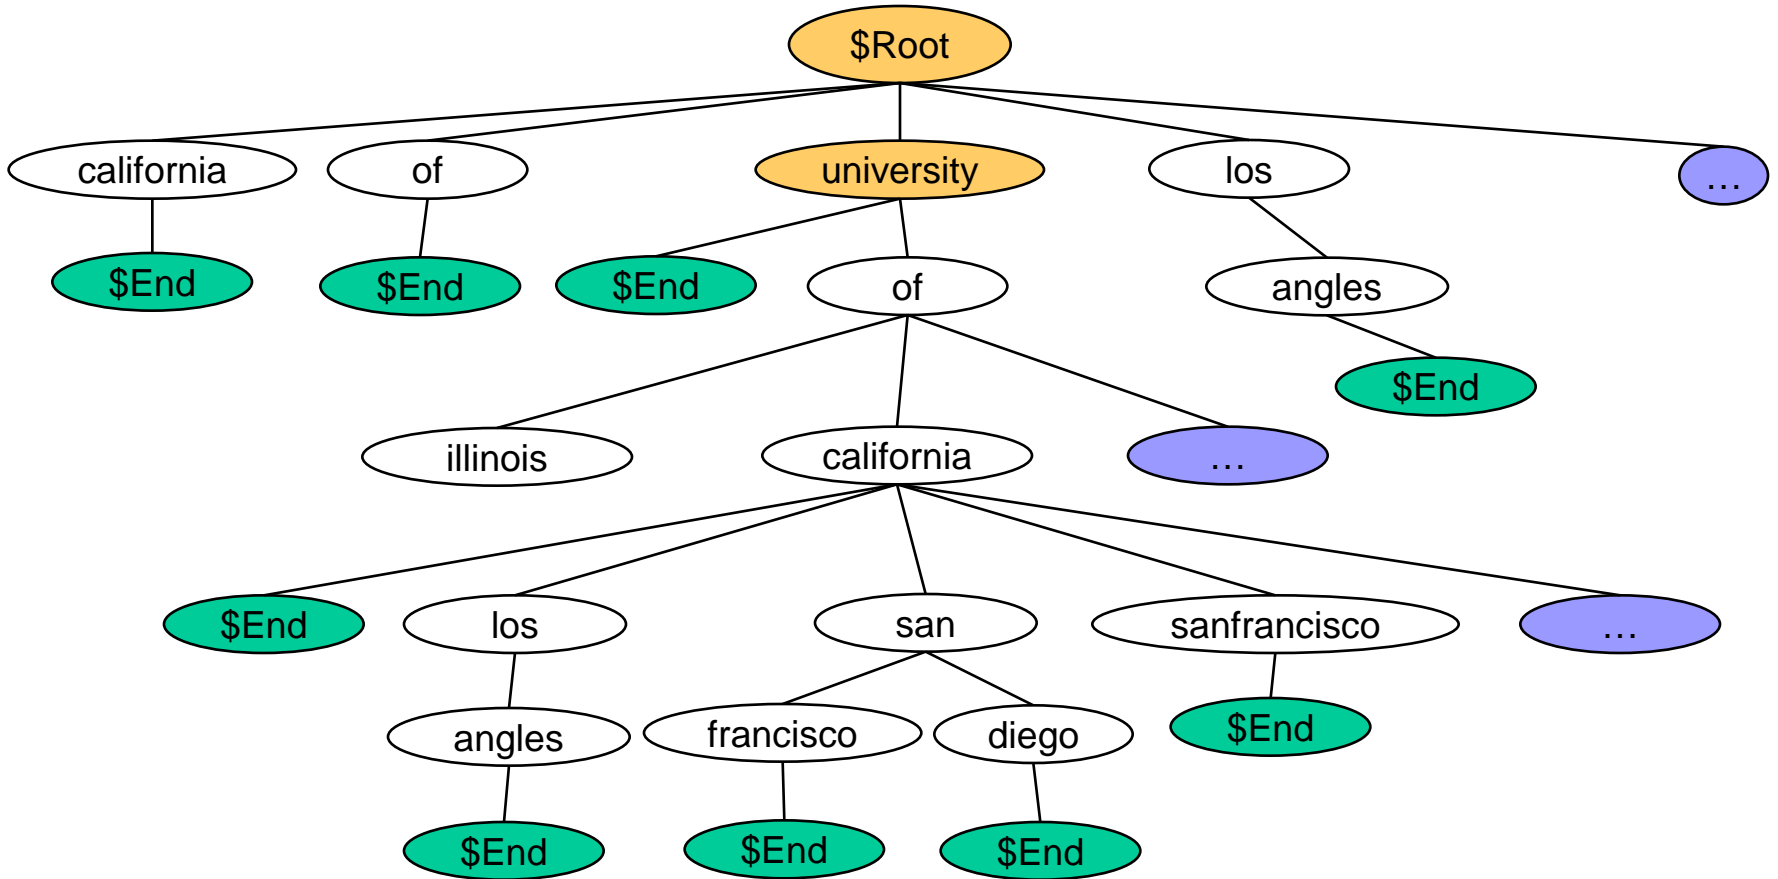 $Root
california
of
university
los
…
$End
$End
$End
of
angles
$End
illinois
california
…
$End
los
san
sanfrancisco
…
angles
francisco
diego
$End
$End
$End
$End